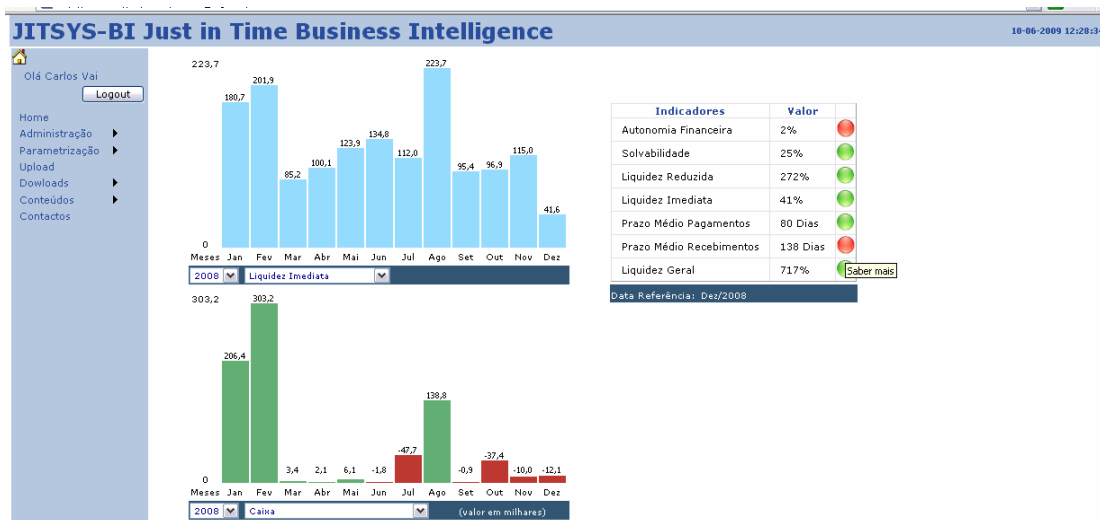 JITSYS-BI Just in Time Business Intelligence
10-06-2009 12:28:34
Olá Carlos Vai
Logout
Home
Administração
Parametrização
Upload
Dowloads
Conteúdos
Contactos
223,7
180,7 201,9 85,2 100,1 123,9 134,8 112,0 223,7 95,4 96,9 115,0 41,6
0
Meses Jan Fev Mar Abr Mai Jun Jul Ago Set Out Nov Dez
2008 Liquidez Imediata
303,2
206,4 303,2 3,4 2,1 6,1 -1,8 -47,7 138,8 -0,9 -37,4 -10,0 -12,1
0
Meses Jan Fev Mar Abr Mai Jun Jul Ago Set Out Nov Dez
2008 Caixa (valor em milhares)
Indicadores Valor
Autonomia Financeira 2%
Solvabilidade 25%
Liquidez Reduzida 272%
Liquidez Imediata 41%
Prazo Médio Pagamentos 80 Dias
Prazo Médio Recebimentos 138 Dias
Liquidez Geral 717%
Saber mais
Data Referência: Dez/2008